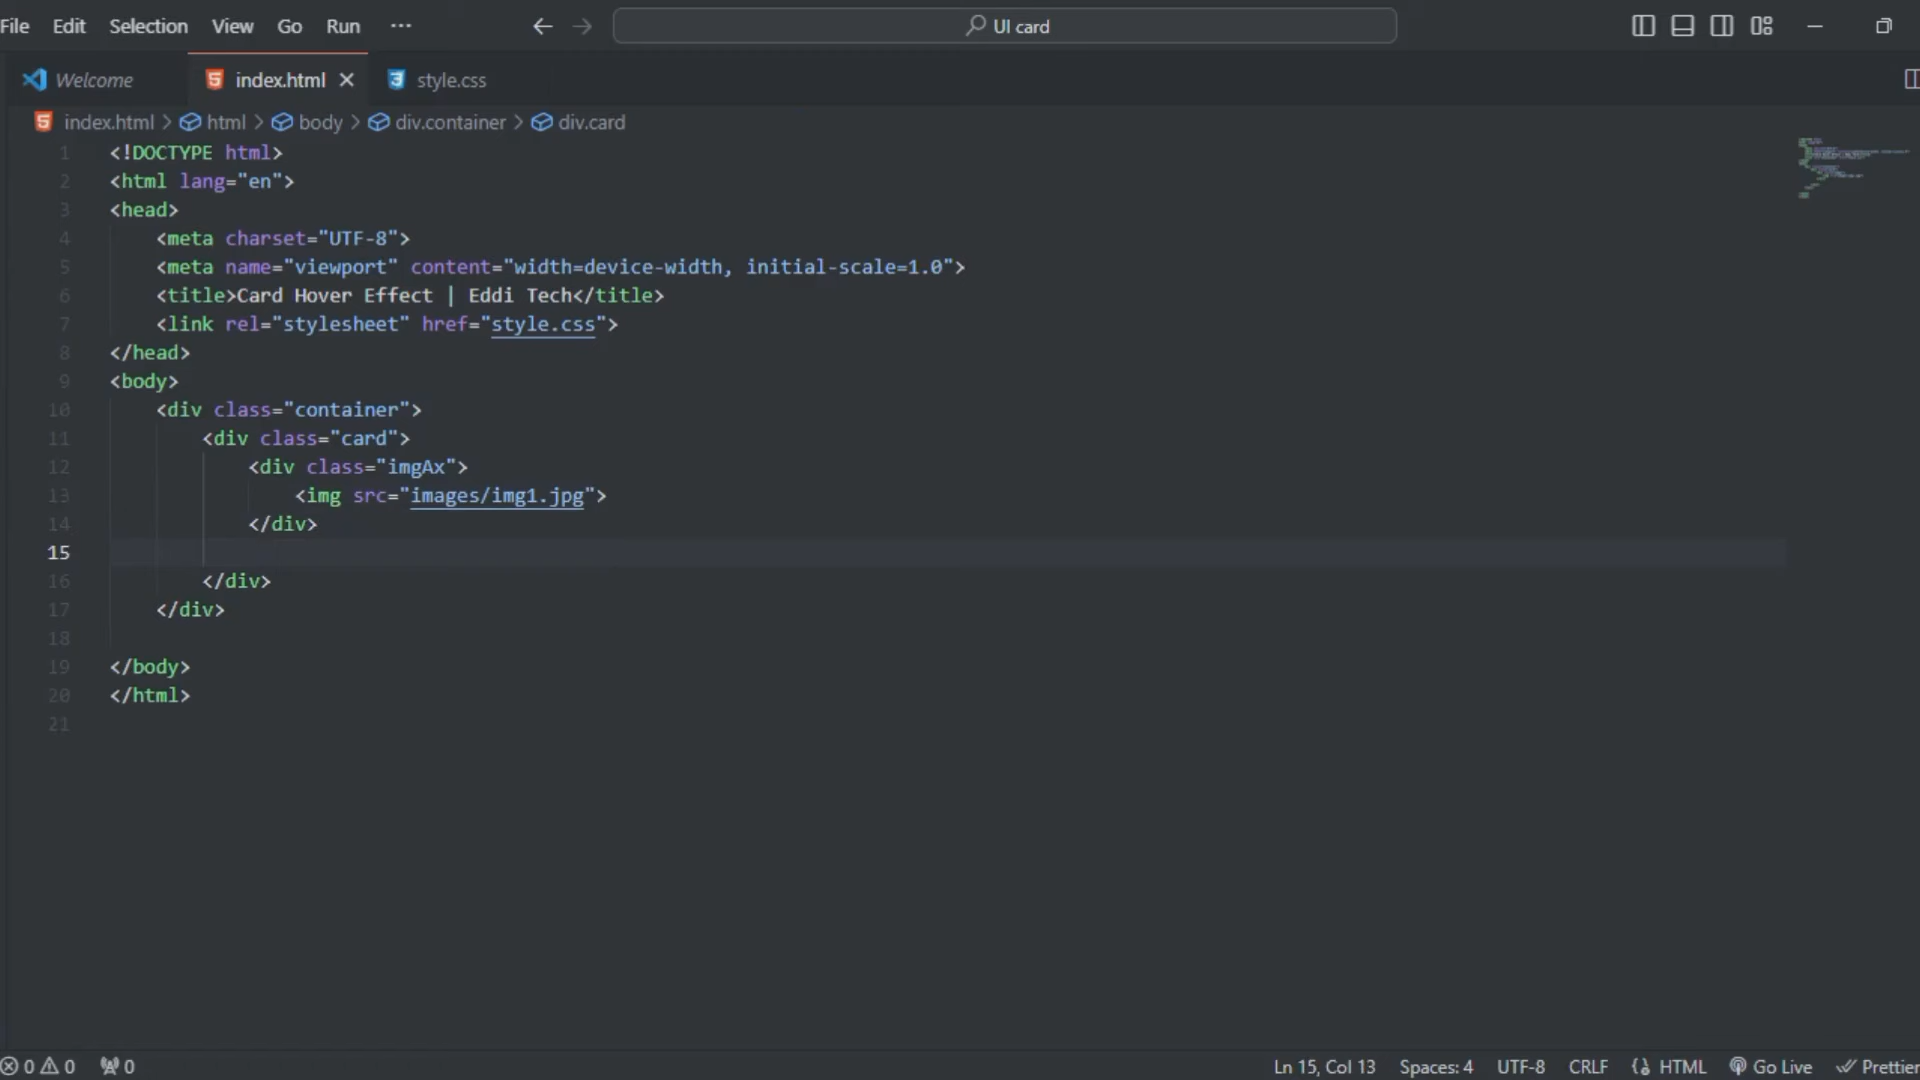 File Edit Selection View Go Run ··· UI card
Welcome index.html style.css
index.html > html > body > div.container > div.card
1 <!DOCTYPE html>
2 <html lang="en">
3 <head>
4 <meta charset="UTF-8">
5 <meta name="viewport" content="width=device-width, initial-scale=1.0">
6 <title>Card Hover Effect | Eddi Tech</title>
7 <link rel="stylesheet" href="style.css">
8 </head>
9 <body>
10 <div class="container">
11 <div class="card">
12 <div class="imgAx">
13 <img src="images/img1.jpg">
14 </div>
15
16 </div>
17 </div>
18
19 </body>
20 </html>
21
0 0 0 Ln 15, Col 13 Spaces: 4 UTF-8 CRLF HTML Go Live Prettier